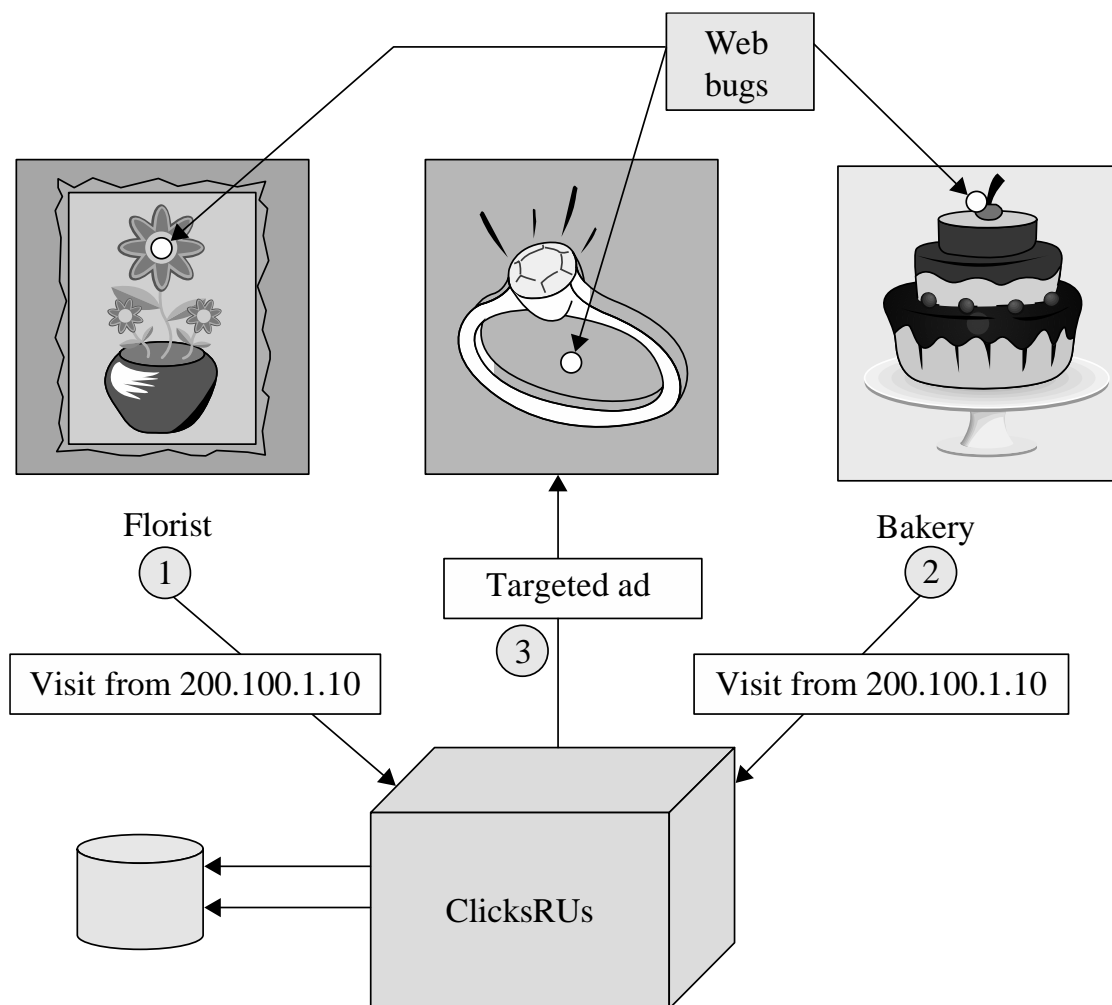 Web
bugs
Florist
Bakery
1
2
Targeted ad
3
Visit from 200.100.1.10
Visit from 200.100.1.10
ClicksRUs